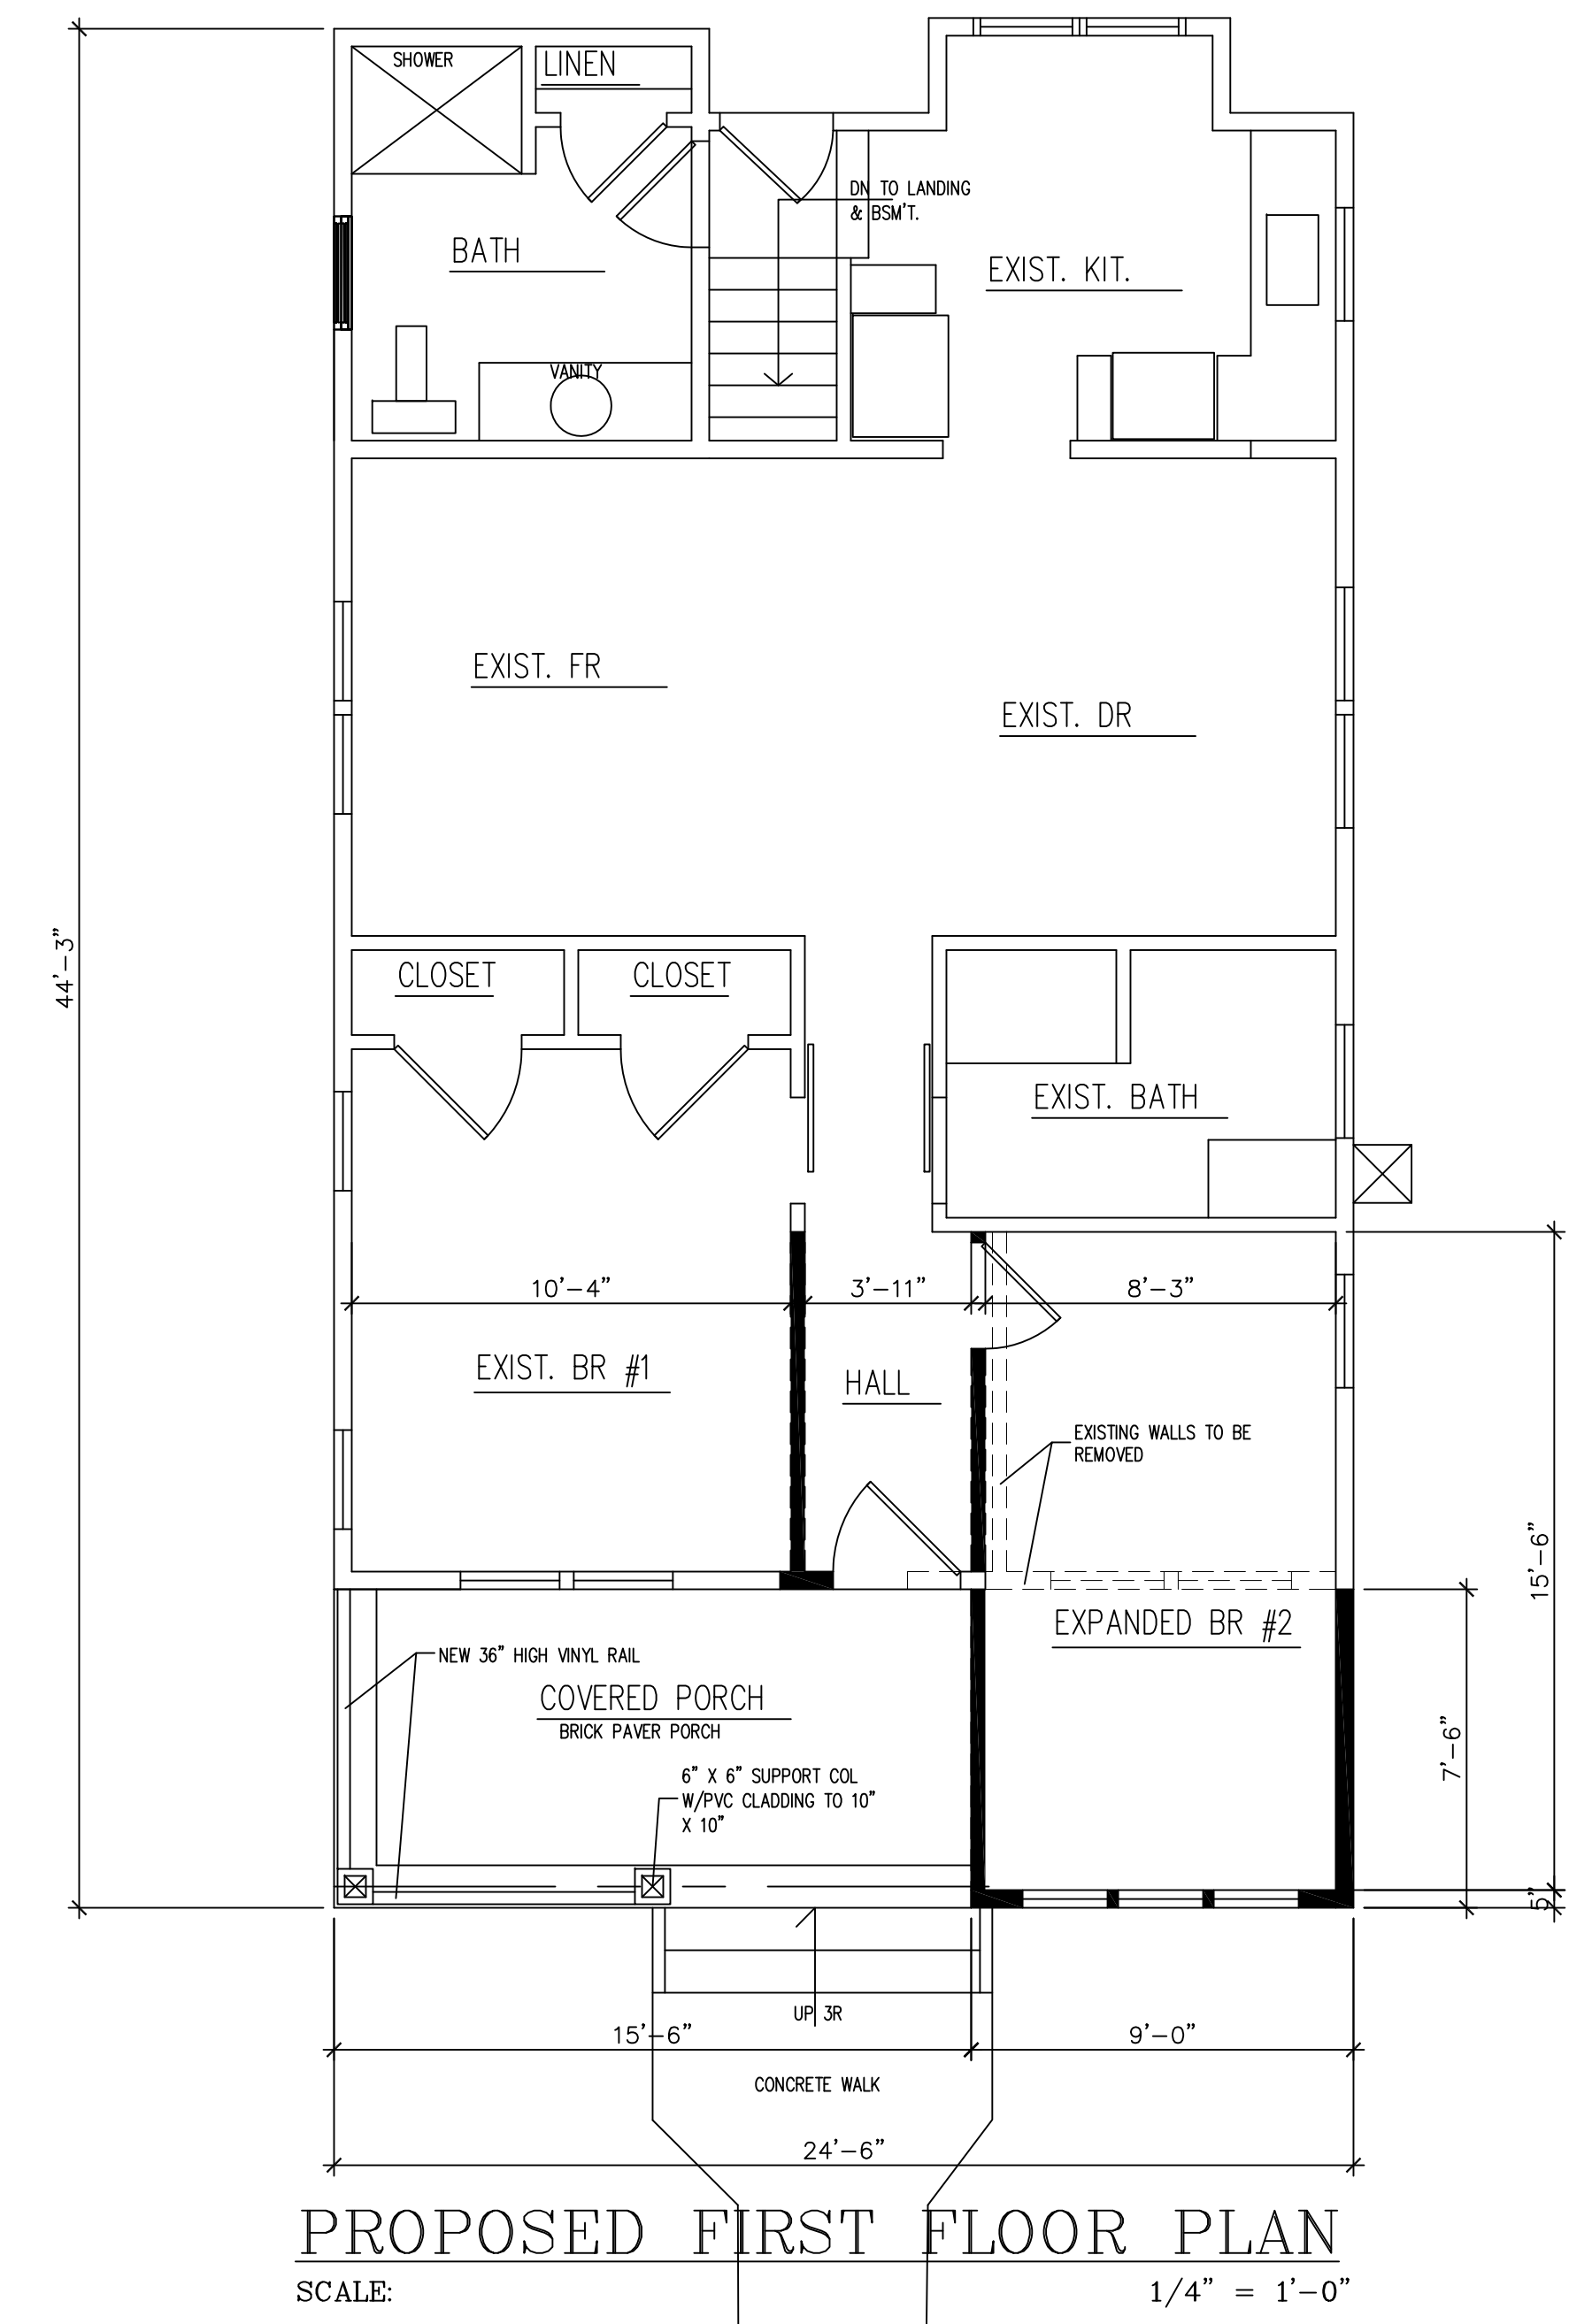 SHOWER
LINEN
DN TO LANDING
& BSM'T.
BATH
EXIST. KIT.
VANITY
EXIST. FR
EXIST. DR
44'-3"
CLOSET
CLOSET
EXIST. BATH
10'-4"
3'-11"
8'-3"
EXIST. BR #1
HALL
EXISTING WALLS TO BE
REMOVED
15'-6"
EXPANDED BR #2
NEW 36" HIGH VINYL RAIL
COVERED PORCH
BRICK PAVER PORCH
7'-6"
6" X 6" SUPPORT COL
W/PVC CLADDING TO 10"
X 10"
5"
UP 3R
15'-6"
9'-0"
CONCRETE WALK
24'-6"
PROPOSED FIRST FLOOR PLAN
SCALE: 1/4" = 1'-0"